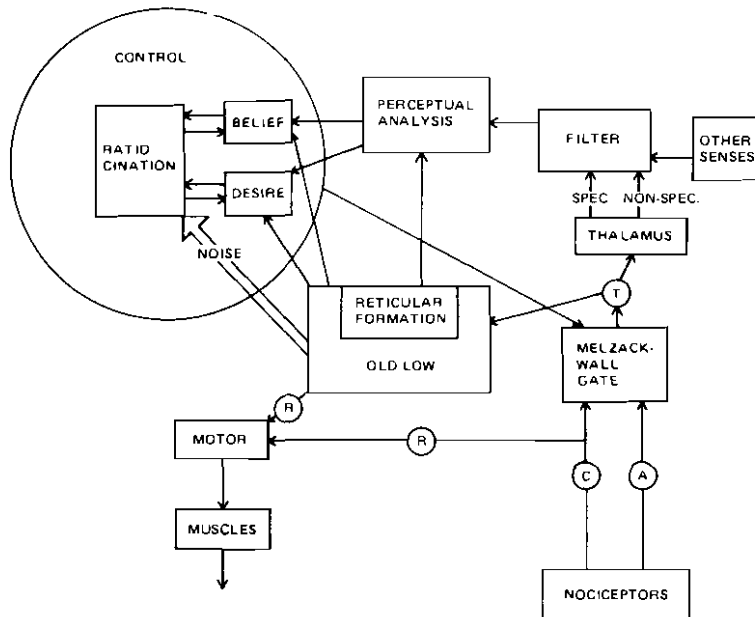 CONTROL
RATIO
CINATION
BELIEF
DESIRE
NOISE
PERCEPTUAL
ANALYSIS
FILTER
OTHER
SENSES
SPEC
NON-SPEC.
THALAMUS
T
RETICULAR
FORMATION
OLD LOW
MELZACK-
WALL
GATE
R
MOTOR
R
C
A
MUSCLES
NOCICEPTORS